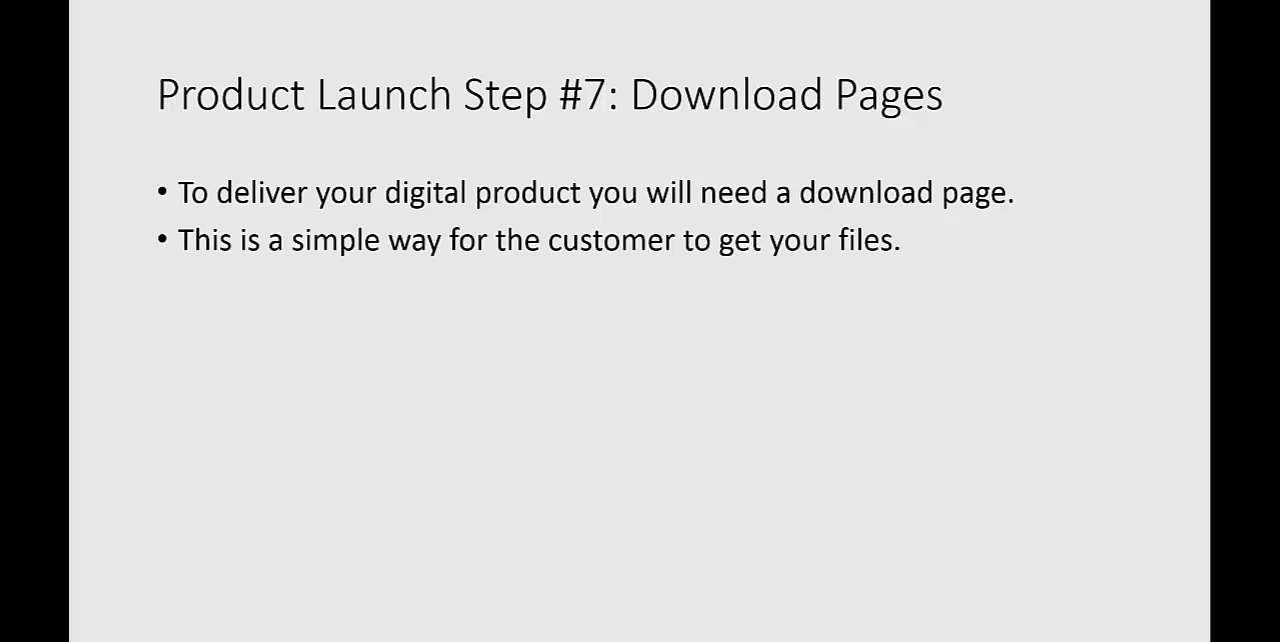 Product Launch Step #7: Download Pages
• To deliver your digital product you will need a download page.
• This is a simple way for the customer to get your files.